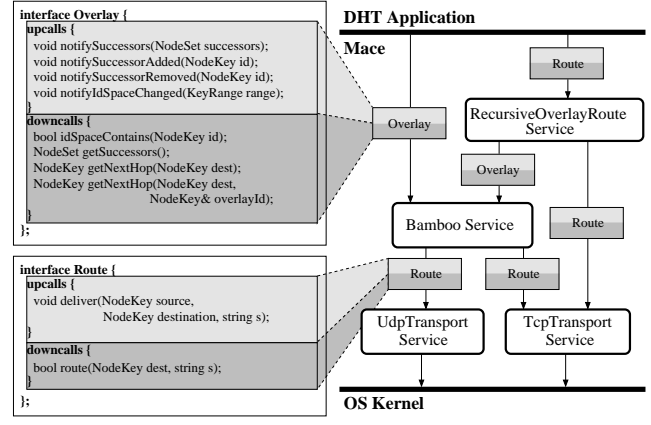 interface Overlay {
upcalls {
void notifySuccessors(NodeSet successors);
void notifySuccessorAdded(NodeKey id);
void notifySuccessorRemoved(NodeKey id);
void notifyIdSpaceChanged(KeyRange range);
}
downcalls {
bool idSpaceContains(NodeKey id);
NodeSet getSuccessors();
NodeKey getNextHop(NodeKey dest);
NodeKey getNextHop(NodeKey dest,
NodeKey& overlayId);
}
};
interface Route {
upcalls {
void deliver(NodeKey source,
NodeKey destination, string s);
}
downcalls {
bool route(NodeKey dest, string s);
}
};
DHT Application
Mace
Route
Overlay
RecursiveOverlayRoute
Service
Overlay
Route
Bamboo Service
Route
Route
UdpTransport
Service
TcpTransport
Service
OS Kernel